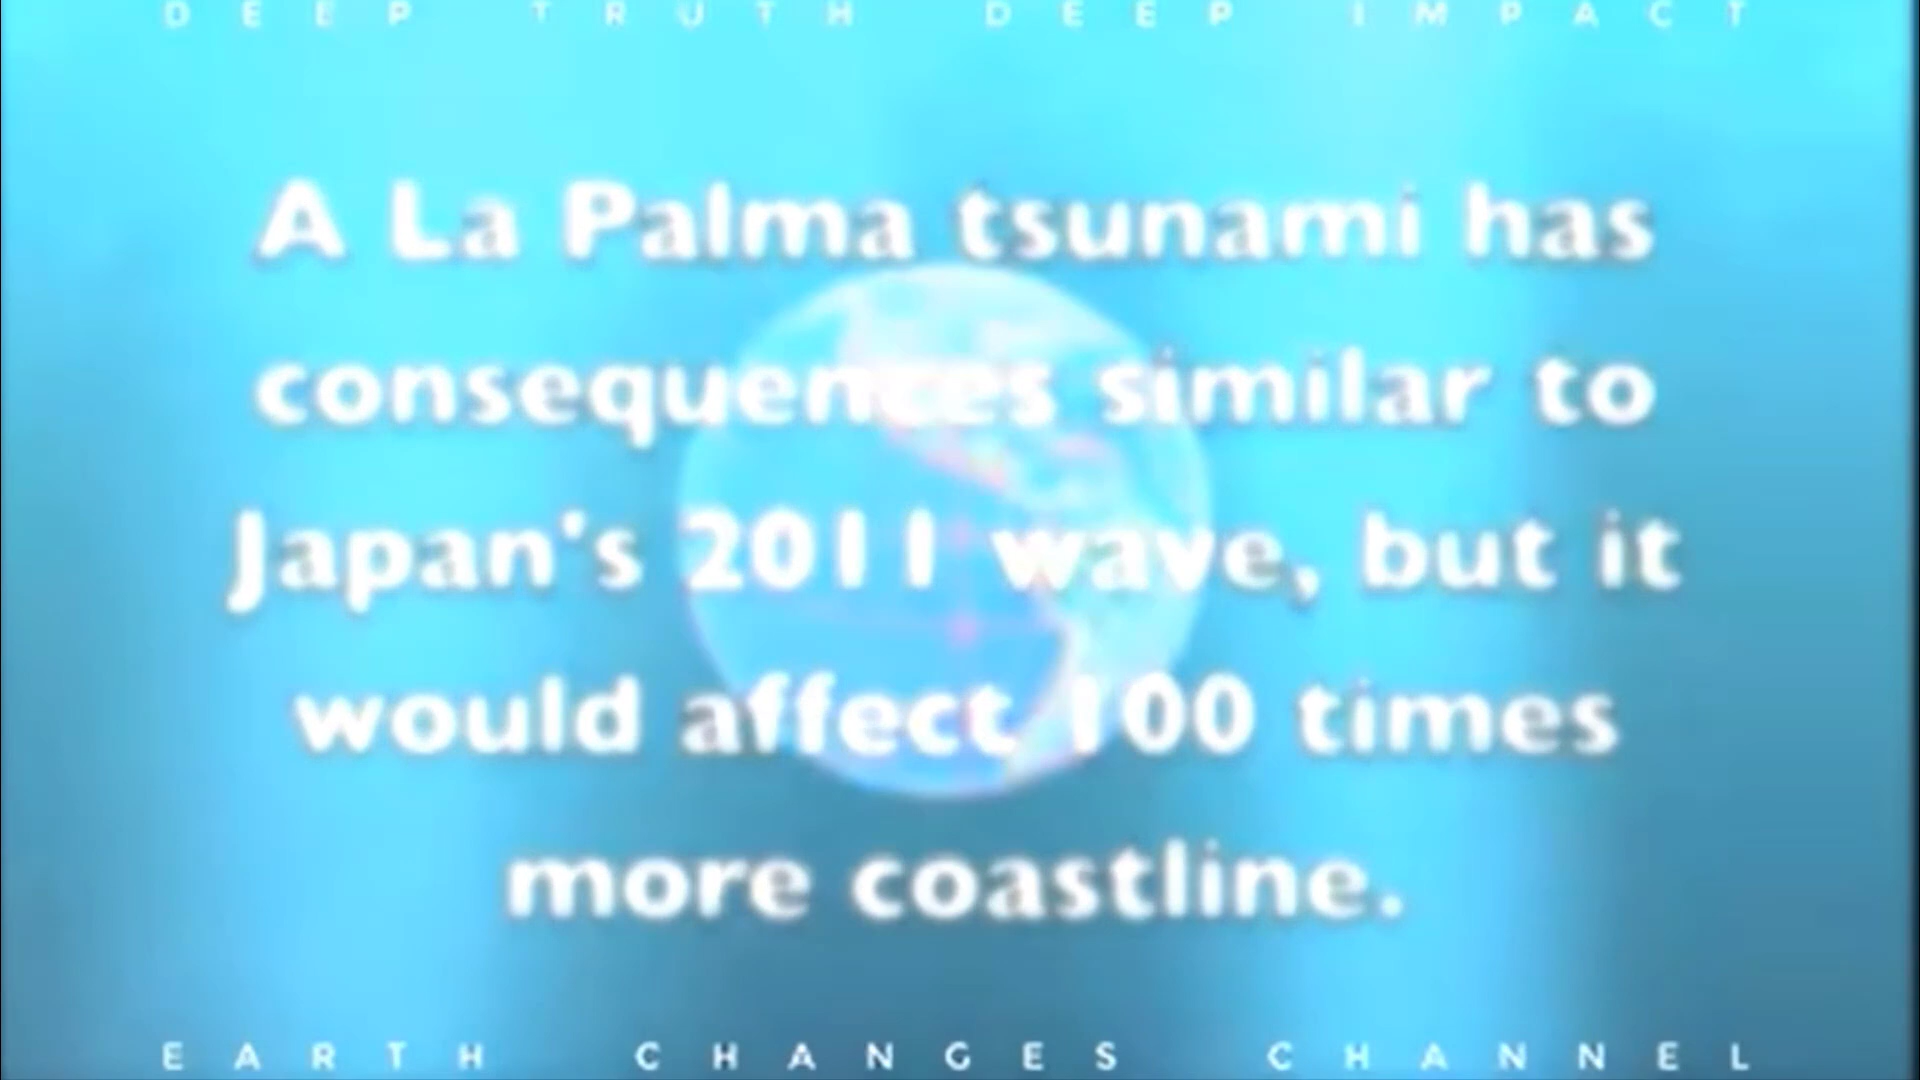 DEEP TRUTH DEEP IMPACT
A La Palma tsunami has
consequences similar to
Japan's 2011 wave, but it
would affect 100 times
more coastline.
EARTH CHANGES CHANNEL